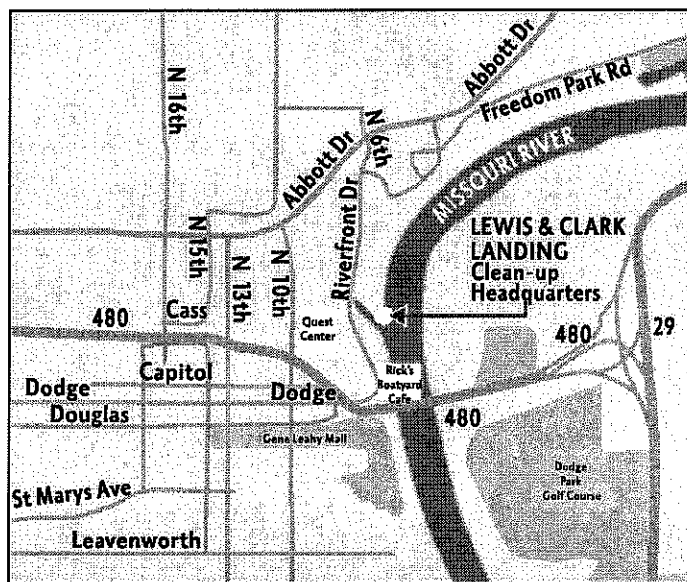 N 16th
Abbott Dr
Freedom Park Rd
N 6th
Abbott Dr
MISSOURI RIVER
Riverfront Dr
N 15th
N 13th
N 10th
LEWIS & CLARK
LANDING
Clean-up
Headquarters
Cass
480
Quest
Center
480
29
Capitol
Rick's
Boatyard
Cafe
Dodge
Dodge
Douglas
480
Gene Leahy Mall
Dodge
Park
Golf Course
St Marys Ave
Leavenworth